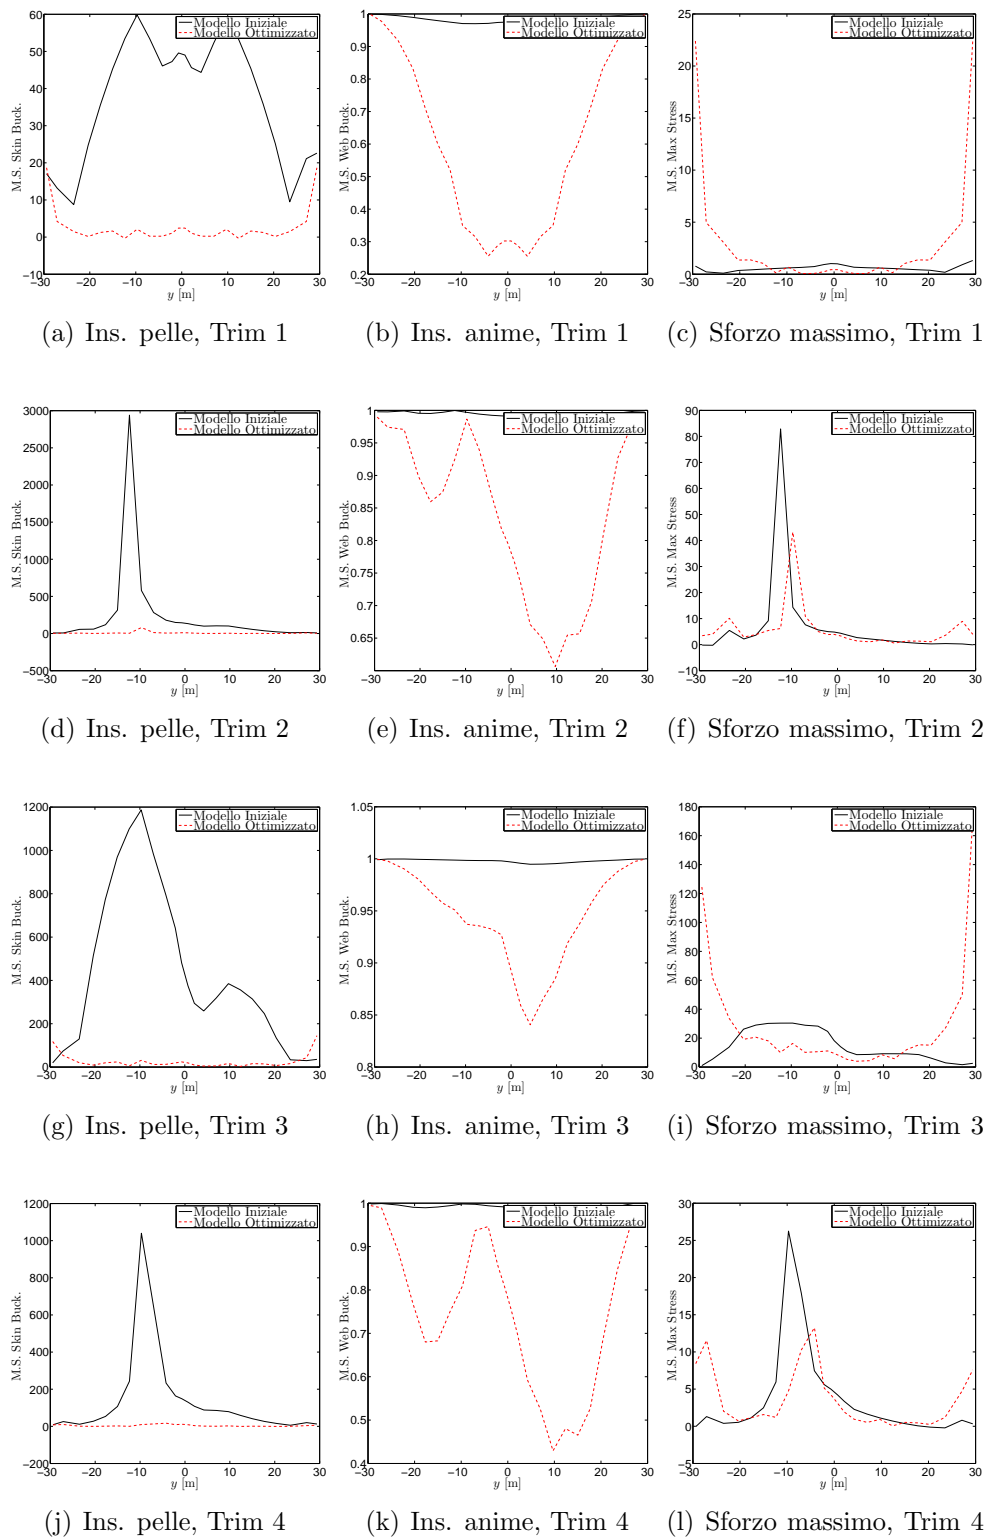 60
50
40
30
20
10
0
−10
−30 −20 −10 0 10 20 30
M.S. Skin Buck.
y [m]
Modello Iniziale
Modello Ottimizzato
1
0.9
0.8
0.7
0.6
0.5
0.4
0.3
0.2
−30 −20 −10 0 10 20 30
M.S. Web Buck.
y [m]
Modello Iniziale
Modello Ottimizzato
25
20
15
10
5
0
−30 −20 −10 0 10 20 30
M.S. Max Stress
y [m]
Modello Iniziale
Modello Ottimizzato
(a) Ins. pelle, Trim 1
(b) Ins. anime, Trim 1
(c) Sforzo massimo, Trim 1
3000
2500
2000
1500
1000
500
0
−500
−30 −20 −10 0 10 20 30
M.S. Skin Buck.
y [m]
Modello Iniziale
Modello Ottimizzato
1
0.95
0.9
0.85
0.8
0.75
0.7
0.65
−30 −20 −10 0 10 20 30
M.S. Web Buck.
y [m]
Modello Iniziale
Modello Ottimizzato
90
80
70
60
50
40
30
20
10
0
−10
−30 −20 −10 0 10 20 30
M.S. Max Stress
y [m]
Modello Iniziale
Modello Ottimizzato
(d) Ins. pelle, Trim 2
(e) Ins. anime, Trim 2
(f) Sforzo massimo, Trim 2
1200
1000
800
600
400
200
0
−30 −20 −10 0 10 20 30
M.S. Skin Buck.
y [m]
Modello Iniziale
Modello Ottimizzato
1.05
1
0.95
0.9
0.85
0.8
−30 −20 −10 0 10 20 30
M.S. Web Buck.
y [m]
Modello Iniziale
Modello Ottimizzato
180
160
140
120
100
80
60
40
20
0
−30 −20 −10 0 10 20 30
M.S. Max Stress
y [m]
Modello Iniziale
Modello Ottimizzato
(g) Ins. pelle, Trim 3
(h) Ins. anime, Trim 3
(i) Sforzo massimo, Trim 3
1200
1000
800
600
400
200
0
−200
−30 −20 −10 0 10 20 30
M.S. Skin Buck.
y [m]
Modello Iniziale
Modello Ottimizzato
1
0.9
0.8
0.7
0.6
0.5
0.4
−30 −20 −10 0 10 20 30
M.S. Web Buck.
y [m]
Modello Iniziale
Modello Ottimizzato
30
25
20
15
10
5
0
−5
−30 −20 −10 0 10 20 30
M.S. Max Stress
y [m]
Modello Iniziale
Modello Ottimizzato
(j) Ins. pelle, Trim 4
(k) Ins. anime, Trim 4
(l) Sforzo massimo, Trim 4